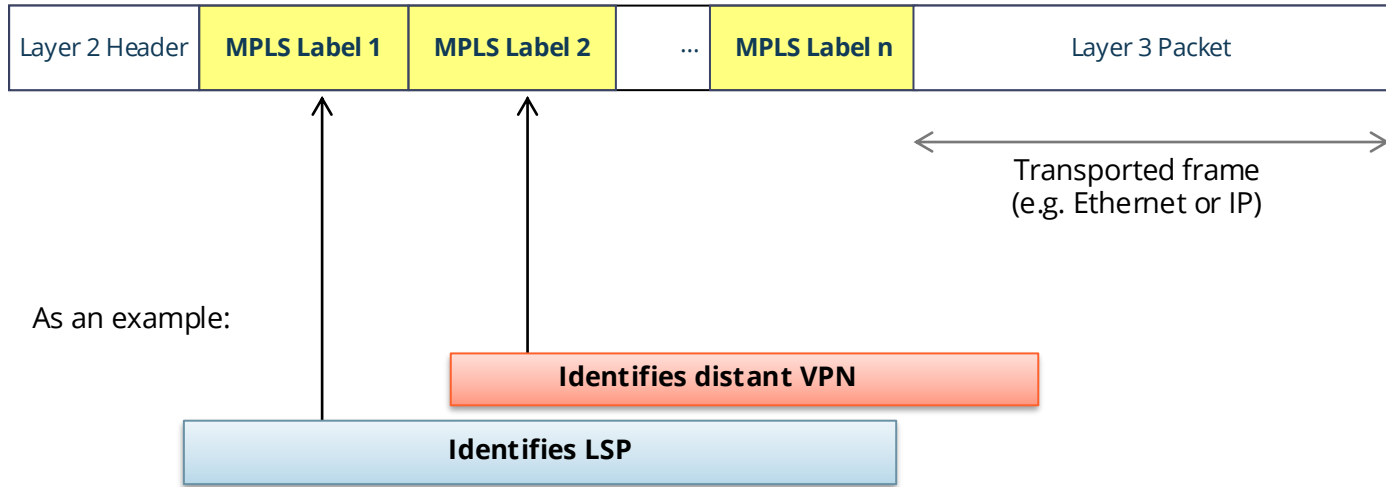 Layer 2 Header MPLS Label 1 MPLS Label 2 ... MPLS Label n Layer 3 Packet
Transported frame
(e.g. Ethernet or IP)
As an example:
Identifies distant VPN
Identifies LSP